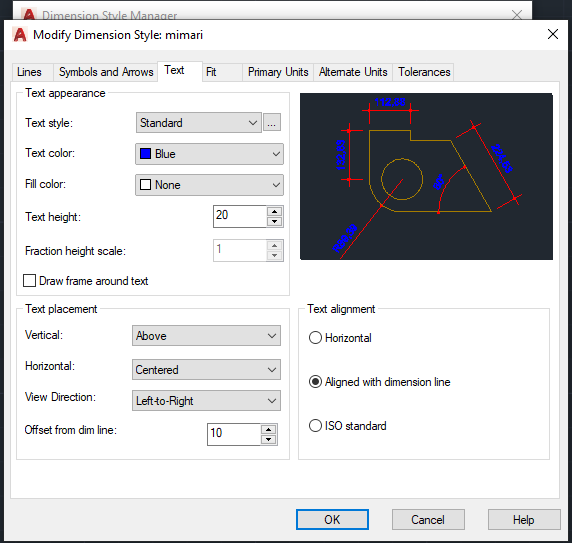 Dimension Style Manager
Modify Dimension Style: mimari
Lines Symbols and Arrows Text Fit Primary Units Alternate Units Tolerances
Text appearance
Text style: Standard ...
Text color: Blue
Fill color: None
Text height: 20
Fraction height scale: 1
Draw frame around text
Text placement
Vertical: Above
Horizontal: Centered
View Direction: Left-to-Right
Offset from dim line: 10
Text alignment
Horizontal
Aligned with dimension line
ISO standard
OK Cancel Help